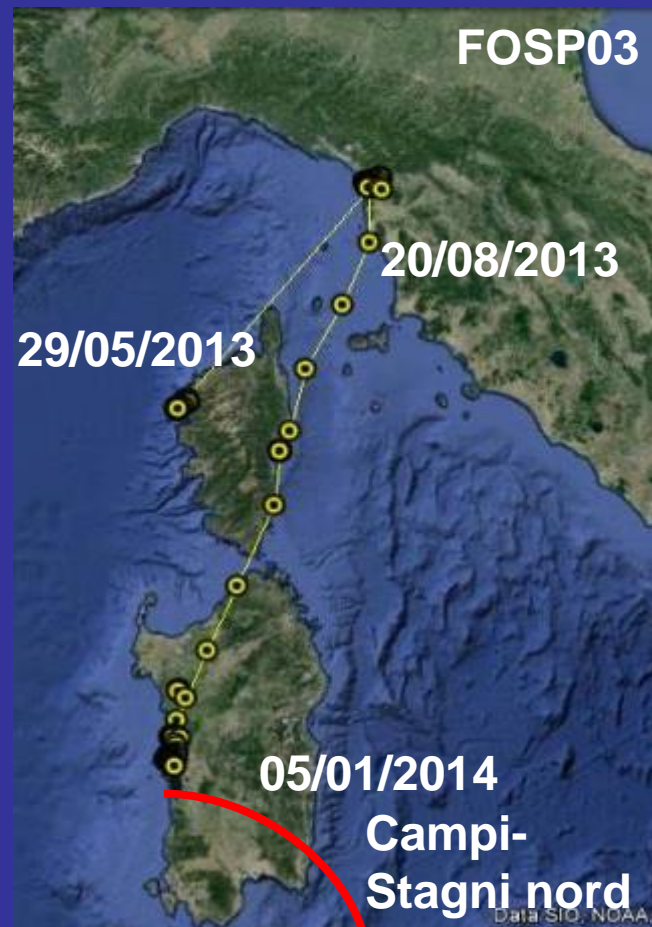 FOSP03
20/08/2013
29/05/2013
05/01/2014
Campi-
Stagni nord
Data SIO, NOAA,